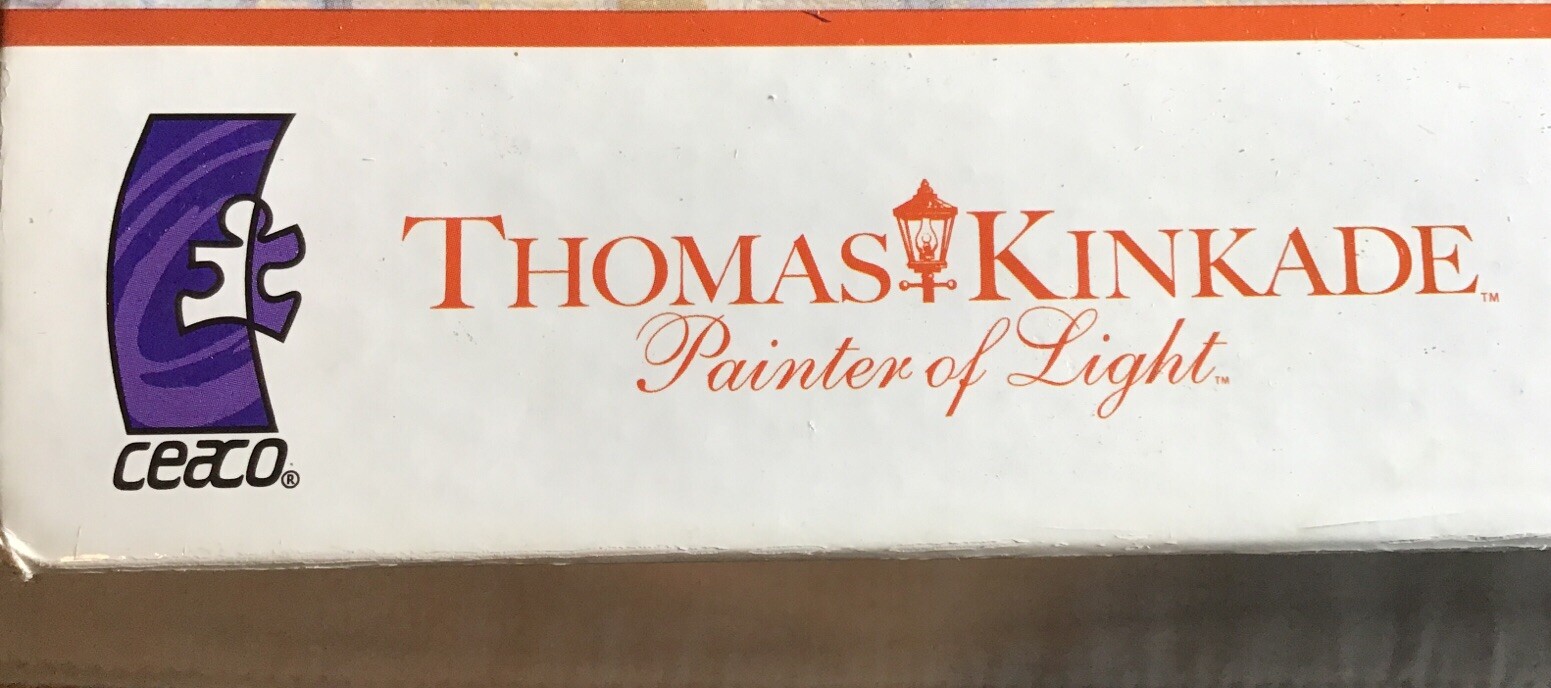 THOMAS KINKADE™
Painter of Light™
ceaco®